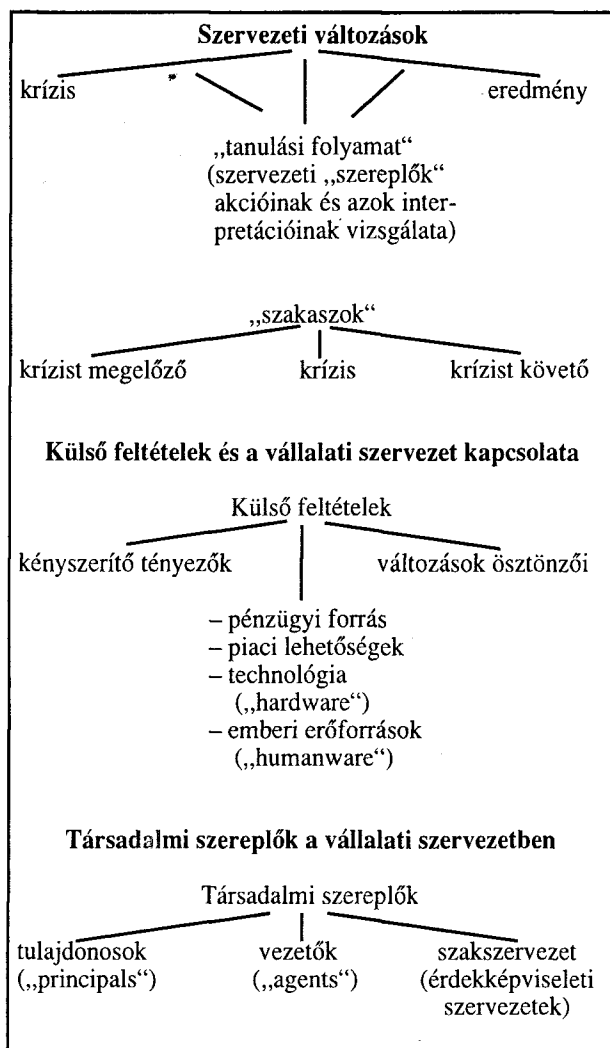 Szervezeti változások
krízis eredmény
„tanulási folyamat“
(szervezeti „szereplők“
akcióinak és azok inter-
pretációinak vizsgálata)
„szakaszok“
krízist megelőző krízis krízist követő
Külső feltételek és a vállalati szervezet kapcsolata
Külső feltételek
kényszerítő tényezők változások ösztönzői
– pénzügyi forrás
– piaci lehetőségek
– technológia
(„hardware“)
– emberi erőforrások
(„humanware“)
Társadalmi szereplők a vállalati szervezetben
Társadalmi szereplők
tulajdonosok vezetők szakszervezet
(„principals“) („agents“) (érdekképviseleti
szervezetek)